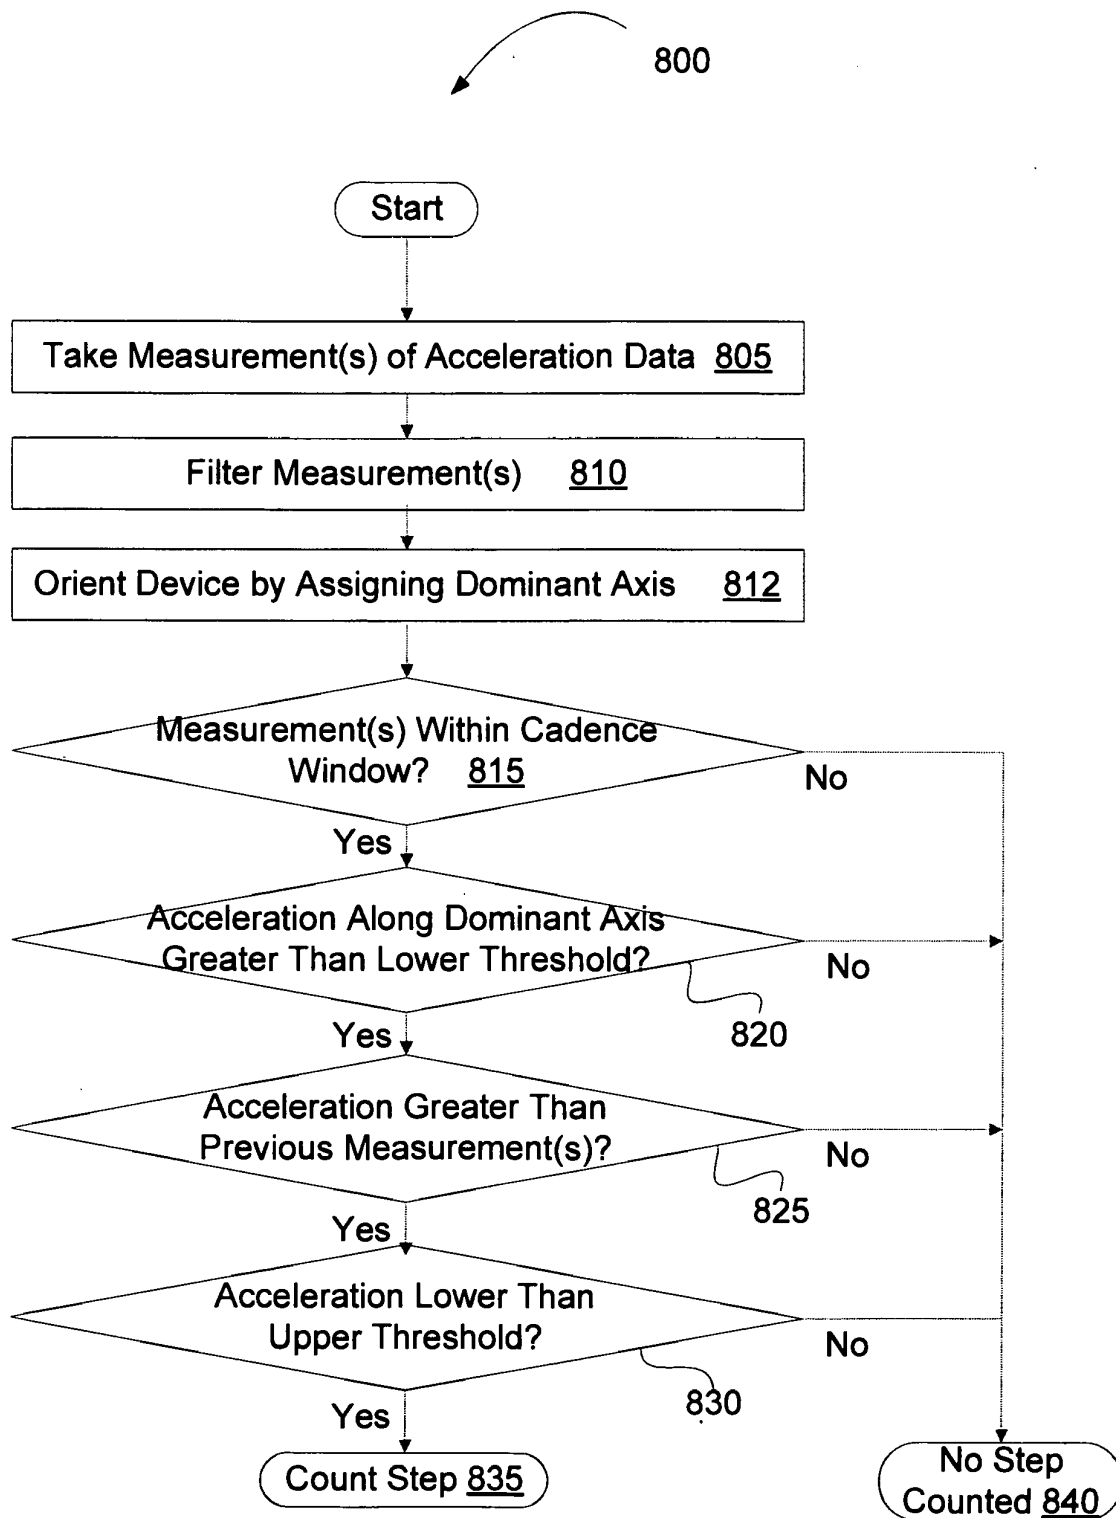 800
Start
Take Measurement(s) of Acceleration Data 805
Filter Measurement(s) 810
Orient Device by Assigning Dominant Axis 812
Measurement(s) Within Cadence
Window? 815
No
Yes
Acceleration Along Dominant Axis
Greater Than Lower Threshold?
No
820
Yes
Acceleration Greater Than
Previous Measurement(s)?
No
825
Yes
Acceleration Lower Than
Upper Threshold?
No
830
Yes
Count Step 835
No Step
Counted 840